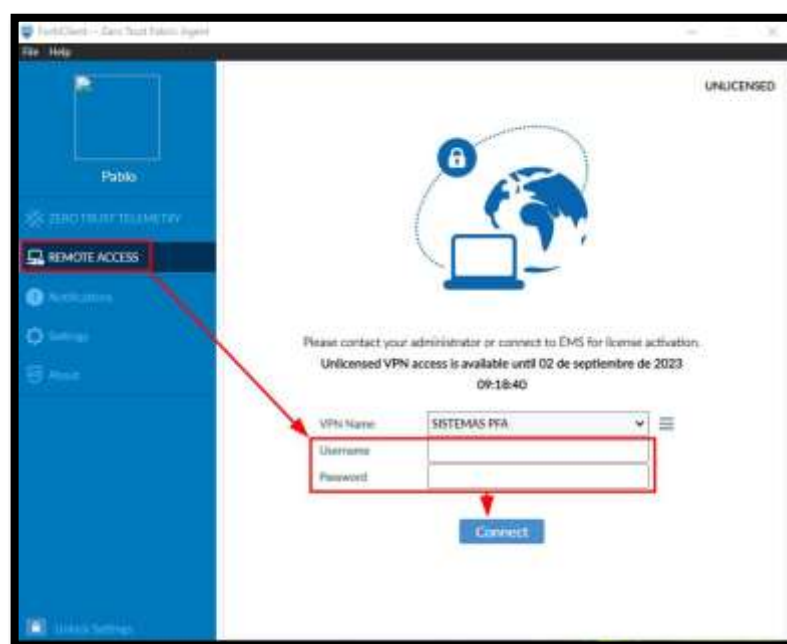 FortiClient -- Zero Trust Fabric Agent
File Help
UNLICENSED
Pablo
ZERO TRUST TELEMETRY
REMOTE ACCESS
Notifications
Settings
About
Please contact your administrator or connect to EMS for license activation.
Unlicensed VPN access is available until 02 de septiembre de 2023
09:18:40
VPN Name SISTEMAS PFA
Username
Password
Connect
Unlock Settings